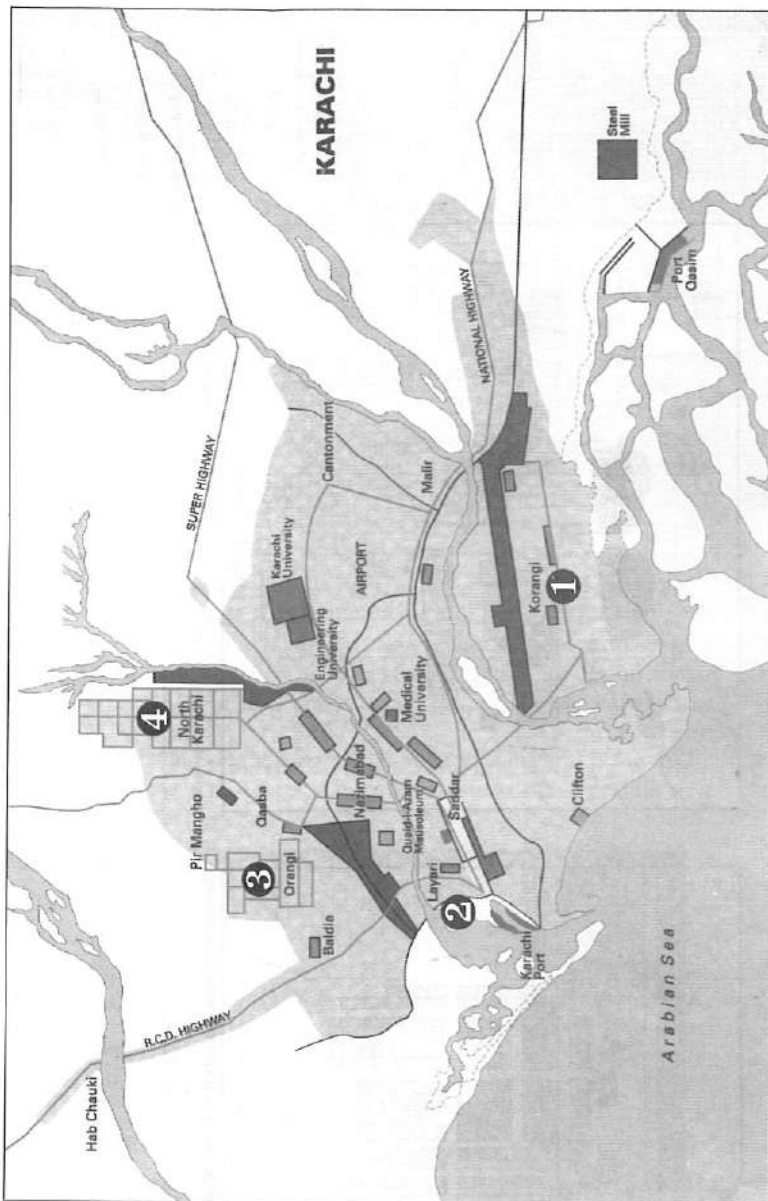 KARACHI
Hab Chauki
R.C.D. HIGHWAY
SUPER HIGHWAY
NATIONAL HIGHWAY
4
North
Karachi
Pir Mangho
Qasba
3
Orangi
Baldia
Karachi
University
Engineering
University
Cantonment
AIRPORT
Malir
Nazimabad
Medical
University
Quaid-i-Azam
Mausoleum
Saddar
Layari
2
Karachi
Port
Clifton
Korangi
1
Steel
Mill
Port
Qasim
Arabian Sea